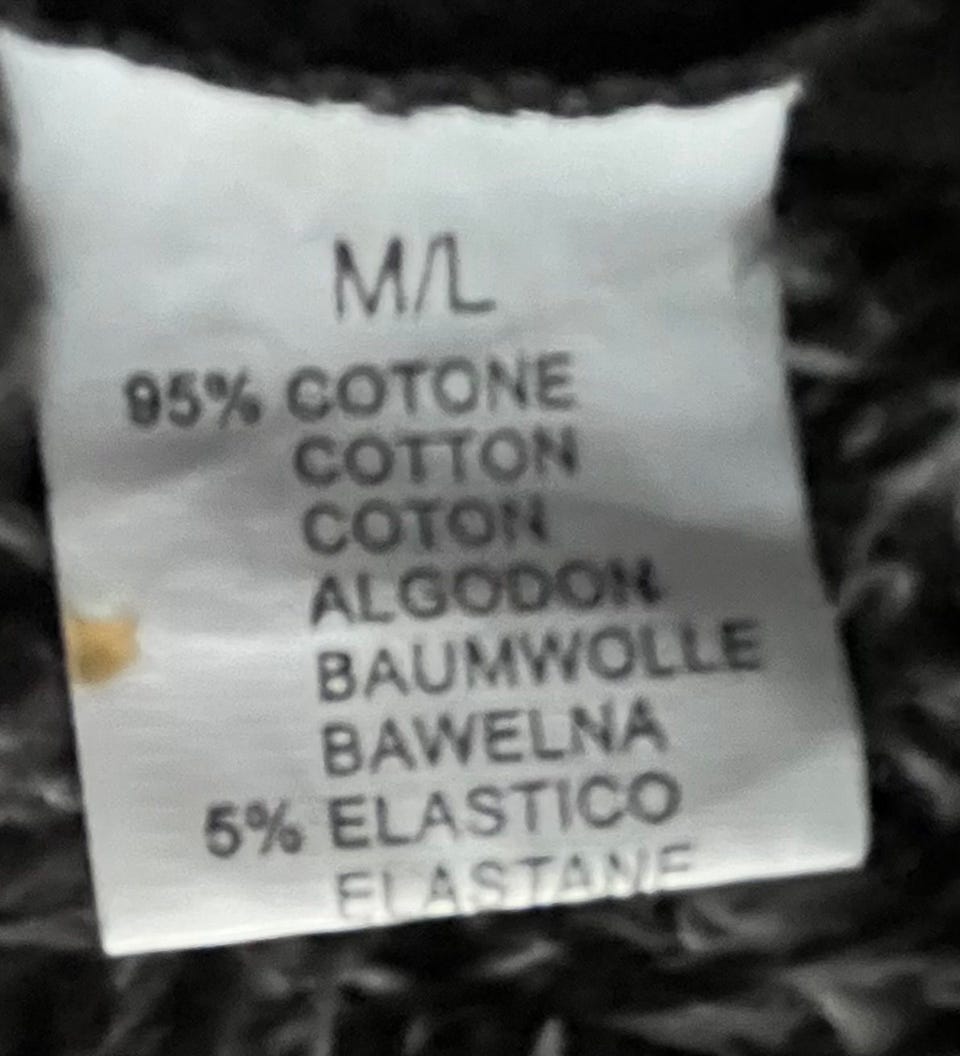 M/L
95% COTONE
COTTON
COTON
ALGODON
BAUMWOLLE
BAWELNA
5% ELASTICO
ELASTANE